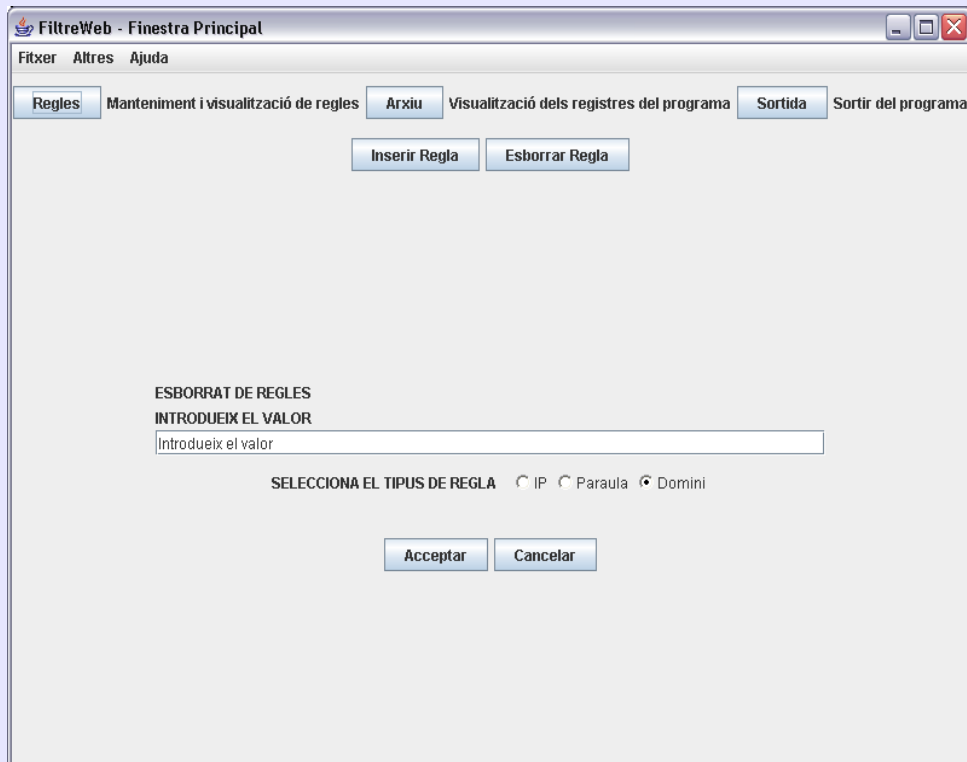 FiltreWeb - Finestra Principal
Fitxer Altres Ajuda
Regles Manteniment i visualització de regles Arxiu Visualització dels registres del programa Sortida Sortir del programa
Inserir Regla Esborrar Regla
ESBORRAT DE REGLES
INTRODUEIX EL VALOR
Introdueix el valor
SELECCIONA EL TIPUS DE REGLA IP Paraula Domini
Acceptar Cancelar